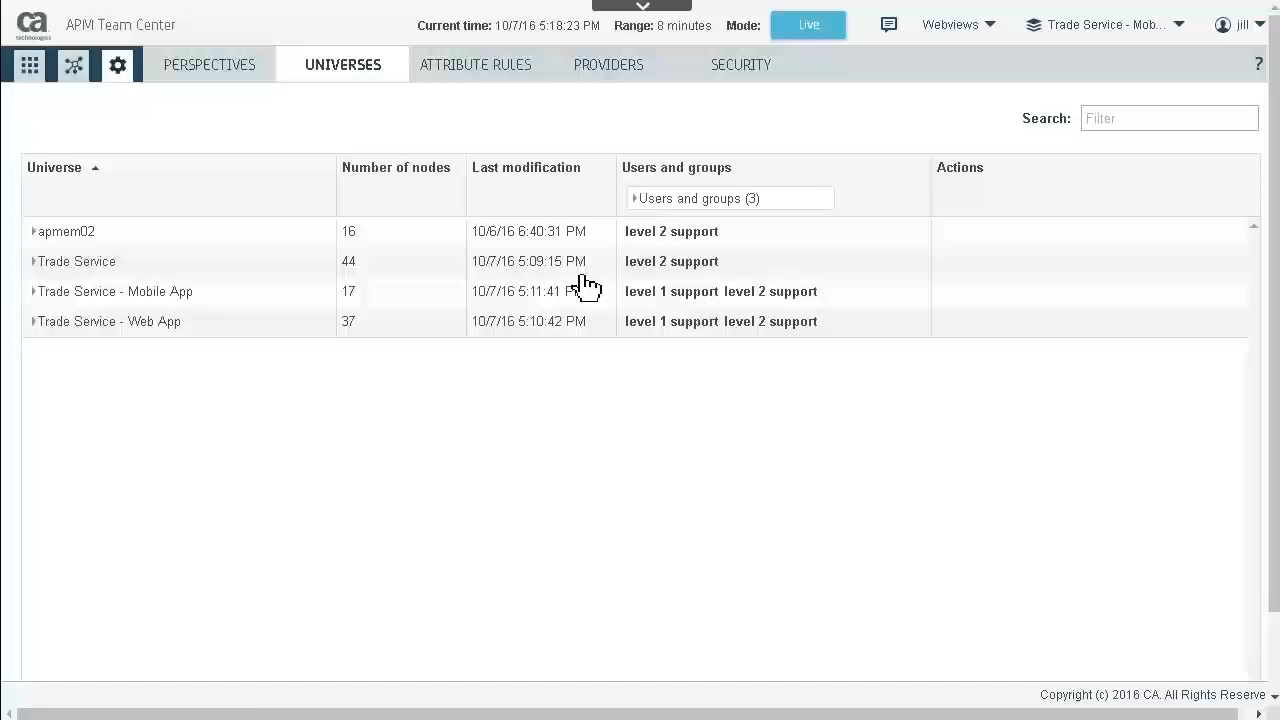 ca technologies APM Team Center Current time: 10/7/16 5:18:23 PM Range: 8 minutes Mode: Live Webviews Trade Service - Mob... jill
PERSPECTIVES UNIVERSES ATTRIBUTE RULES PROVIDERS SECURITY ?
Search: Filter
Universe Number of nodes Last modification Users and groups Actions
Users and groups (3)
apmem02 16 10/6/16 6:40:31 PM level 2 support
Trade Service 44 10/7/16 5:09:15 PM level 2 support
Trade Service - Mobile App 17 10/7/16 5:11:41 level 1 support level 2 support
Trade Service - Web App 37 10/7/16 5:10:42 PM level 1 support level 2 support
Copyright (c) 2016 CA. All Rights Reserve